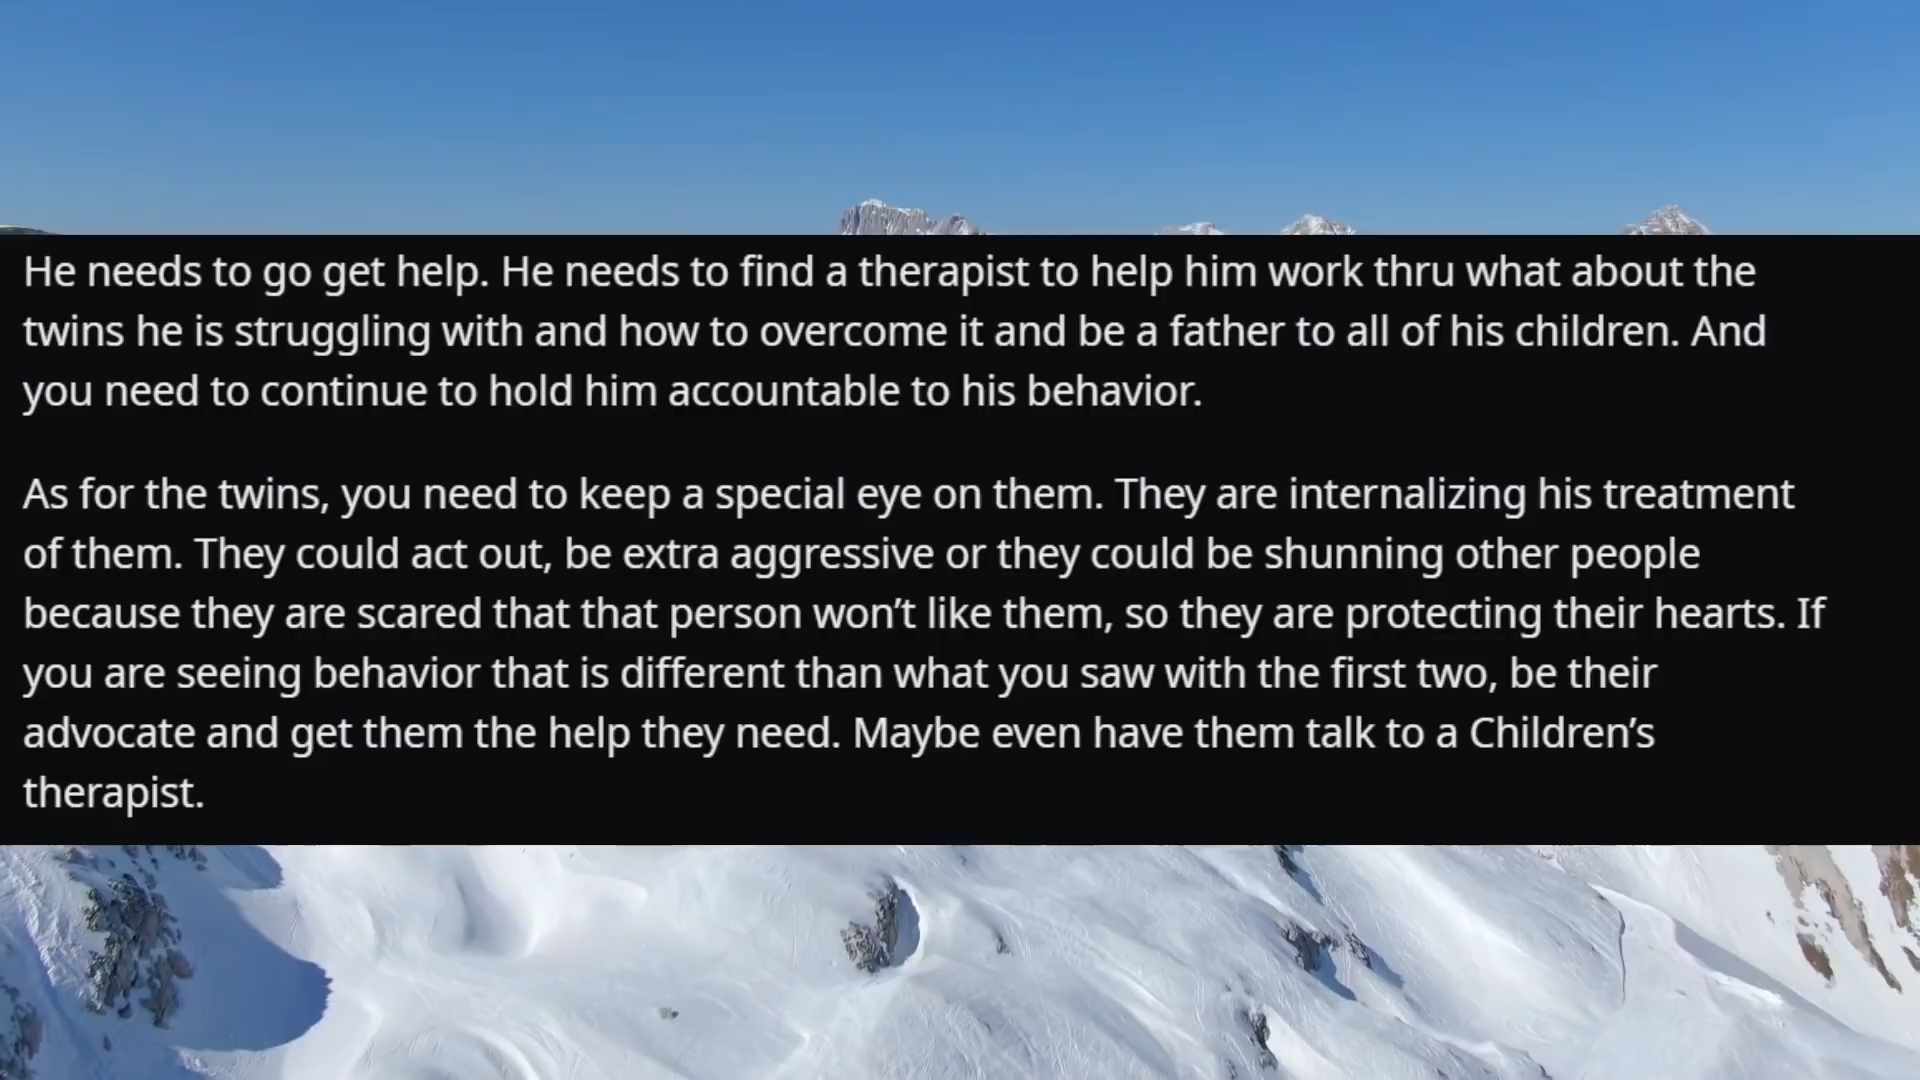 He needs to go get help. He needs to find a therapist to help him work thru what about the
twins he is struggling with and how to overcome it and be a father to all of his children. And
you need to continue to hold him accountable to his behavior.
As for the twins, you need to keep a special eye on them. They are internalizing his treatment
of them. They could act out, be extra aggressive or they could be shunning other people
because they are scared that that person won’t like them, so they are protecting their hearts. If
you are seeing behavior that is different than what you saw with the first two, be their
advocate and get them the help they need. Maybe even have them talk to a Children’s
therapist.